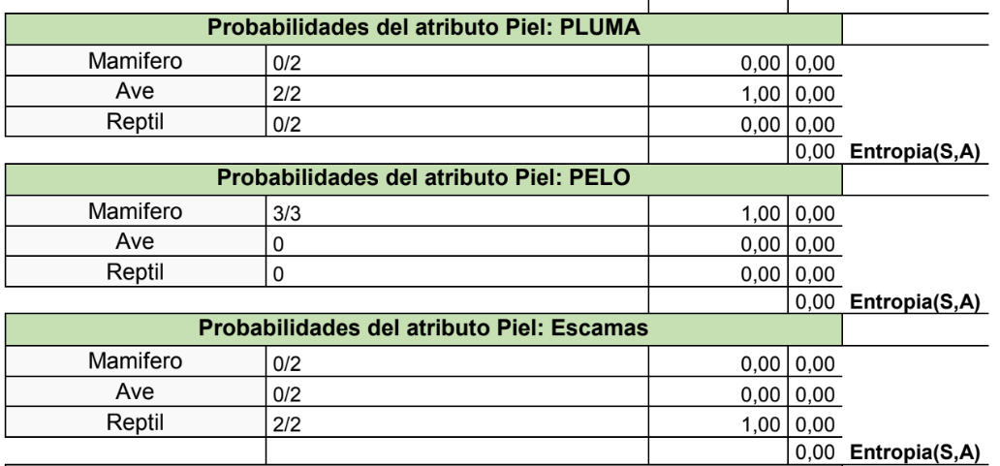 Probabilidades del atributo Piel: PLUMA
Mamifero 0/2 0,00 0,00
Ave 2/2 1,00 0,00
Reptil 0/2 0,00 0,00
0,00 Entropia(S,A)
Probabilidades del atributo Piel: PELO
Mamifero 3/3 1,00 0,00
Ave 0 0,00 0,00
Reptil 0 0,00 0,00
0,00 Entropia(S,A)
Probabilidades del atributo Piel: Escamas
Mamifero 0/2 0,00 0,00
Ave 0/2 0,00 0,00
Reptil 2/2 1,00 0,00
0,00 Entropia(S,A)